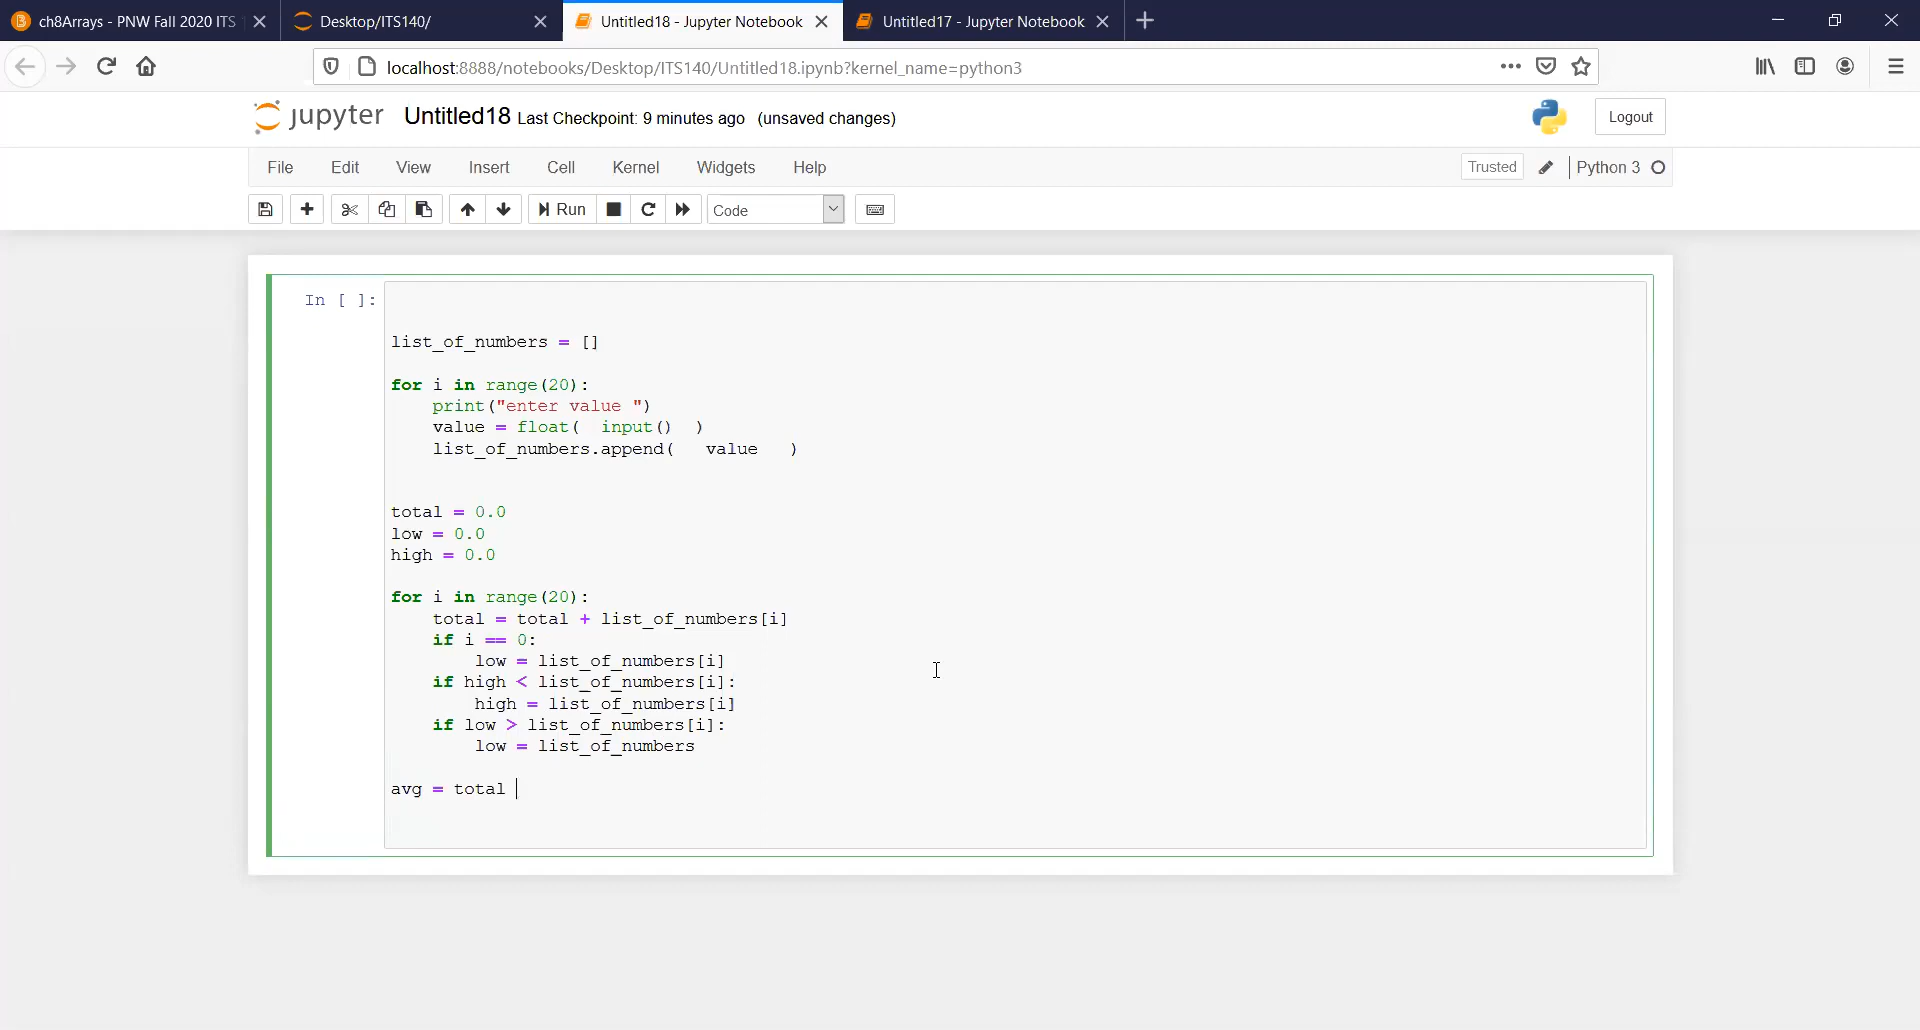 ch8Arrays - PNW Fall 2020 ITS
Desktop/ITS140/
Untitled18 - Jupyter Notebook
Untitled17 - Jupyter Notebook
localhost:8888/notebooks/Desktop/ITS140/Untitled18.ipynb?kernel_name=python3
jupyter Untitled18 Last Checkpoint: 9 minutes ago (unsaved changes)
Logout
File Edit View Insert Cell Kernel Widgets Help
Trusted
Python 3
Run
Code
In [ ]:
list_of_numbers = []
for i in range(20):
    print("enter value ")
    value = float(  input()  )
    list_of_numbers.append(   value   )
total = 0.0
low = 0.0
high = 0.0
for i in range(20):
    total = total + list_of_numbers[i]
    if i == 0:
        low = list_of_numbers[i]
    if high < list_of_numbers[i]:
        high = list_of_numbers[i]
    if low > list_of_numbers[i]:
        low = list_of_numbers
avg = total